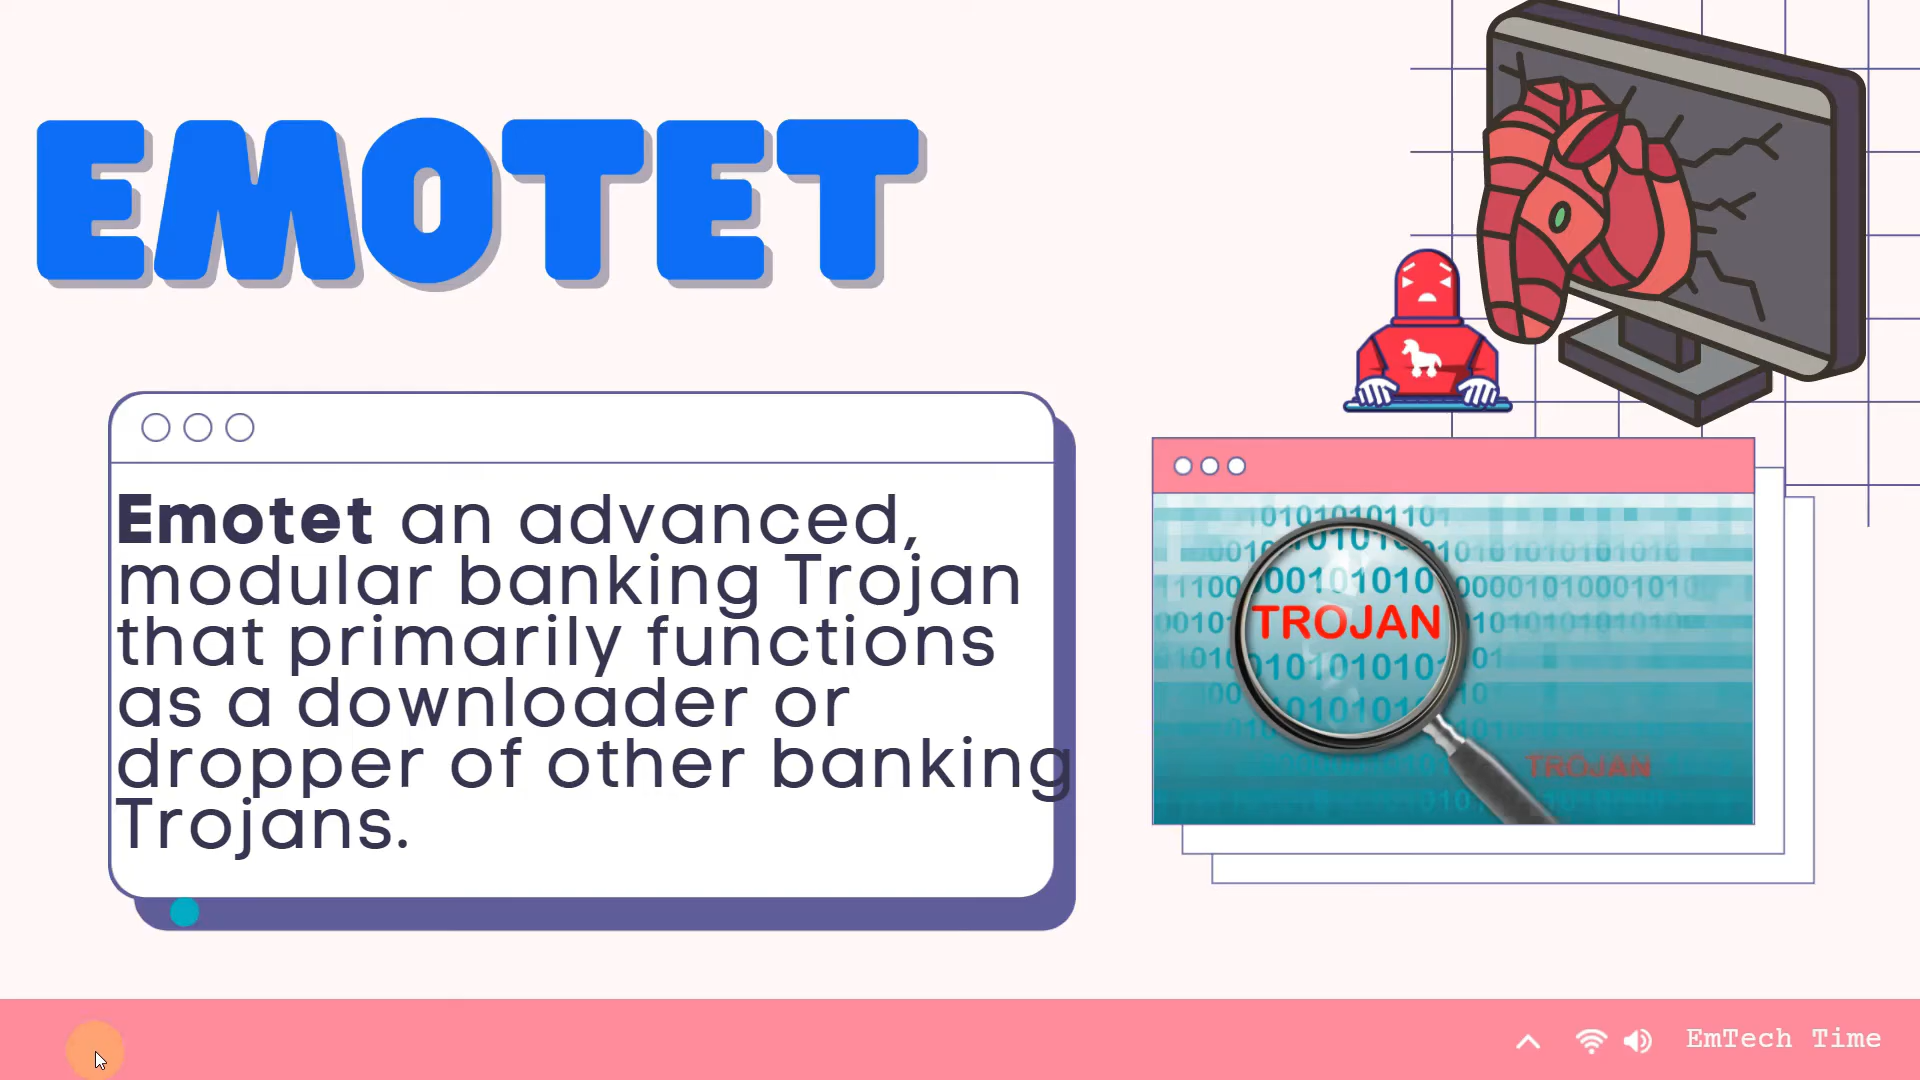 EMOTET
Emotet an advanced,
modular banking Trojan
that primarily functions
as a downloader or
dropper of other banking
Trojans.
TROJAN
TROJAN
EmTech Time